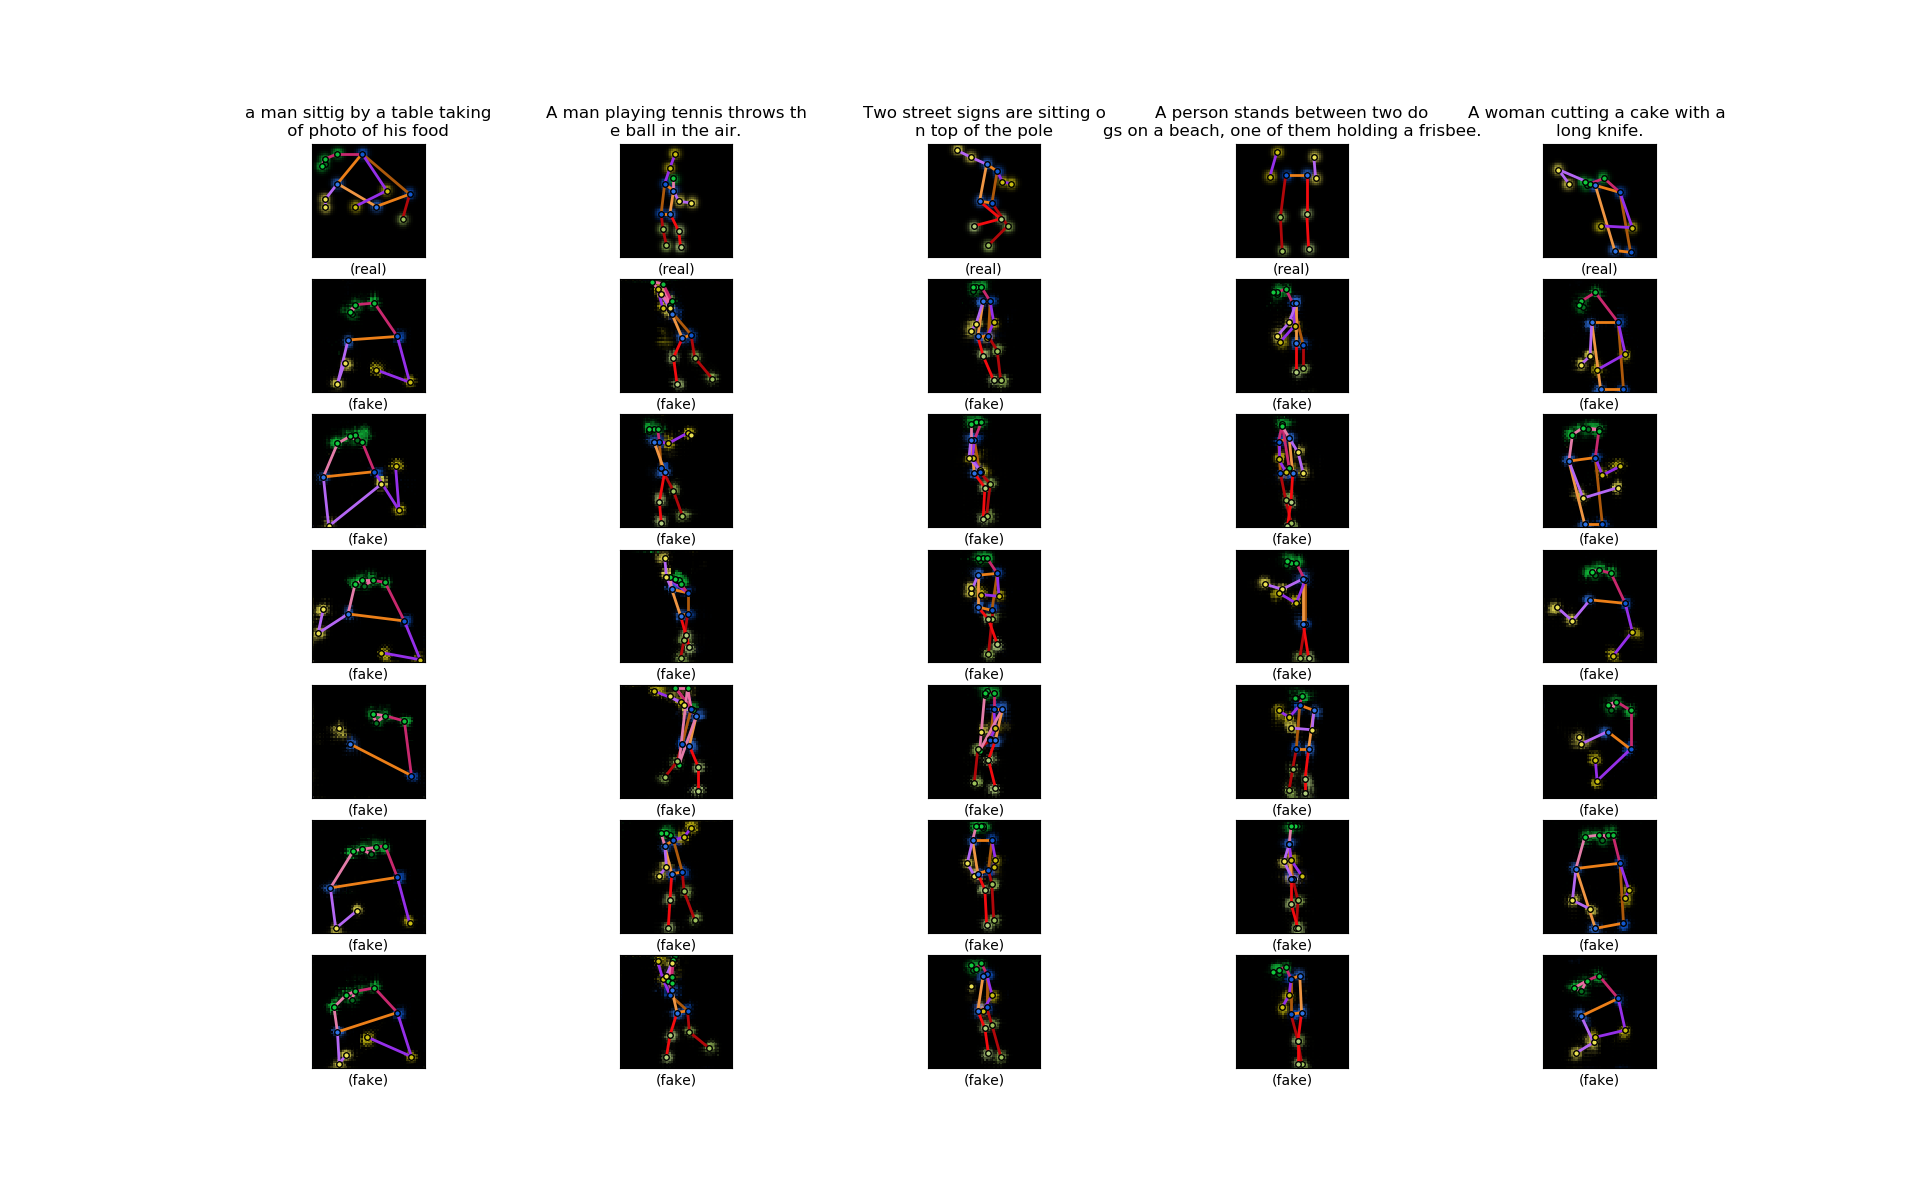 a man sittig by a table taking
of photo of his food
A man playing tennis throws th
e ball in the air.
Two street signs are sitting o
n top of the pole
A person stands between two do
gs on a beach, one of them holding a frisbee.
A woman cutting a cake with a
long knife.
(real) (real) (real) (real) (real)
(fake) (fake) (fake) (fake) (fake)
(fake) (fake) (fake) (fake) (fake)
(fake) (fake) (fake) (fake) (fake)
(fake) (fake) (fake) (fake) (fake)
(fake) (fake) (fake) (fake) (fake)
(fake) (fake) (fake) (fake) (fake)